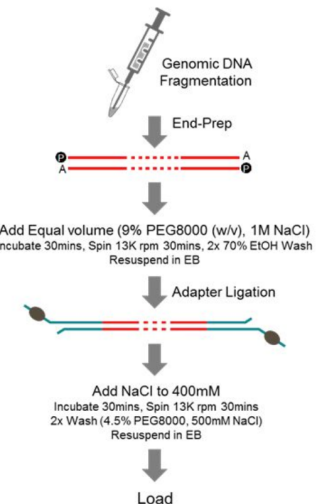 Genomic DNA
Fragmentation
End-Prep
P A
A P
Add Equal volume (9% PEG8000 (w/v), 1M NaCl)
ncubate 30mins, Spin 13K rpm 30mins, 2x 70% EtOH Wash
Resuspend in EB
Adapter Ligation
Add NaCl to 400mM
Incubate 30mins, Spin 13K rpm 30mins
2x Wash (4.5% PEG8000, 500mM NaCl)
Resuspend in EB
Load